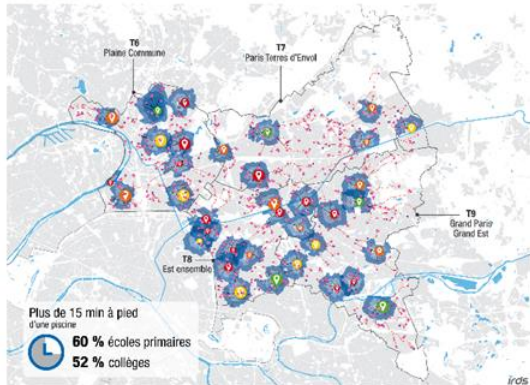 T6
Plaine Commune
T7
Paris Terres d'Envol
T9
Grand Paris
Grand Est
T8
Est ensemble
Plus de 15 min à pied
d'une piscine
60 % écoles primaires
52 % collèges
irds